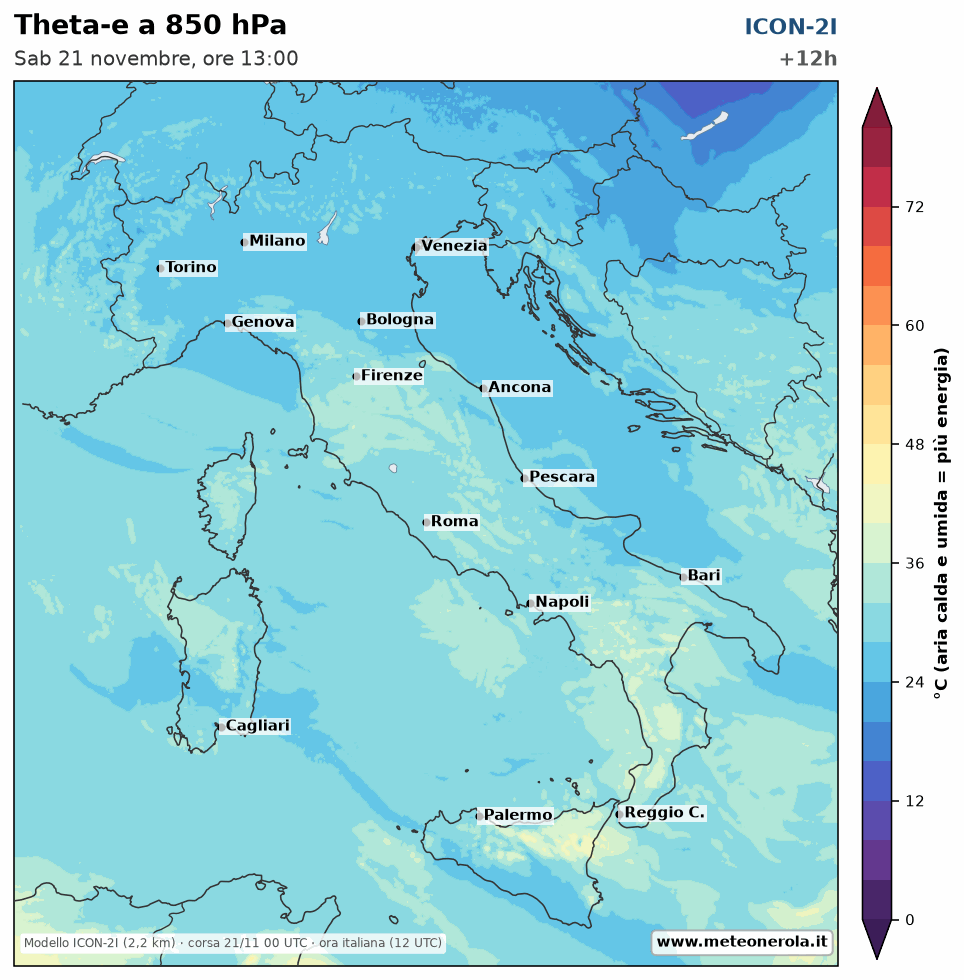 Theta-e a 850 hPa
ICON-2I
Sab 21 novembre, ore 13:00
+12h
Milano
Venezia
Torino
Genova
Bologna
Firenze
Ancona
Pescara
Roma
Bari
Napoli
Cagliari
Palermo
Reggio C.
72
60
48
36
24
12
0
°C (aria calda e umida = più energia)
Modello ICON-2I (2,2 km) · corsa 21/11 00 UTC · ora italiana (12 UTC)
www.meteonerola.it